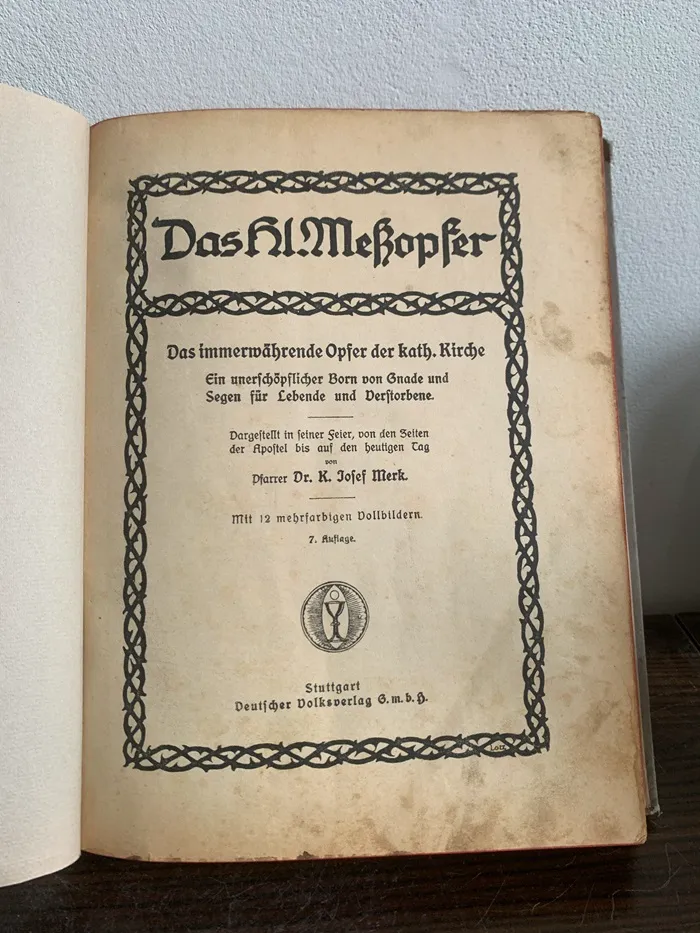 Das Hl. Meßopfer
Das immerwährende Opfer der kath. Kirche
Ein unerschöpflicher Born von Gnade und
Segen für Lebende und Verstorbene.
Dargestellt in seiner Feier, von den Zeiten
der Apostel bis auf den heutigen Tag
von
Pfarrer Dr. K. Josef Merk.
Mit 12 mehrfarbigen Vollbildern.
7. Auflage.
Stuttgart
Deutscher Volksverlag G.m.b.H.